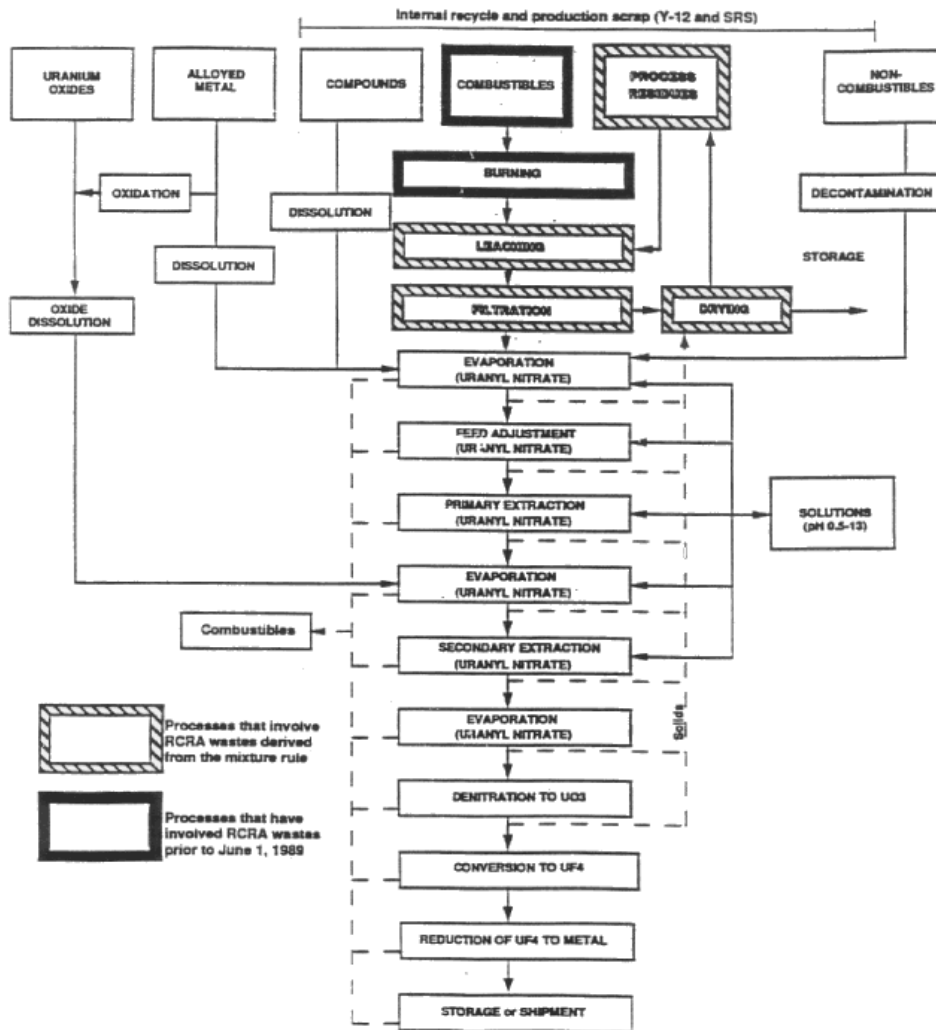 Internal recycle and production scrap (Y-12 and SRS)
URANIUM
OXIDES
ALLOYED
METAL
COMPOUNDS
COMBUSTIBLES
PROCESS
RESIDUES
NON-
COMBUSTIBLES
BURNING
OXIDATION
DECONTAMINATION
DISSOLUTION
LEACHING
DISSOLUTION
STORAGE
OXIDE
DISSOLUTION
FILTRATION
DRYING
EVAPORATION
(URANYL NITRATE)
FEED ADJUSTMENT
(URANYL NITRATE)
PRIMARY EXTRACTION
(URANYL NITRATE)
SOLUTIONS
(pH 0.5-13)
EVAPORATION
(URANYL NITRATE)
Combustibles
SECONDARY EXTRACTION
(URANYL NITRATE)
Solids
EVAPORATION
(URANYL NITRATE)
Processes that involve
RCRA wastes derived
from the mixture rule
DENITRATION TO UO3
Processes that have
involved RCRA wastes
prior to June 1, 1989
CONVERSION TO UF4
REDUCTION OF UF4 TO METAL
STORAGE or SHIPMENT